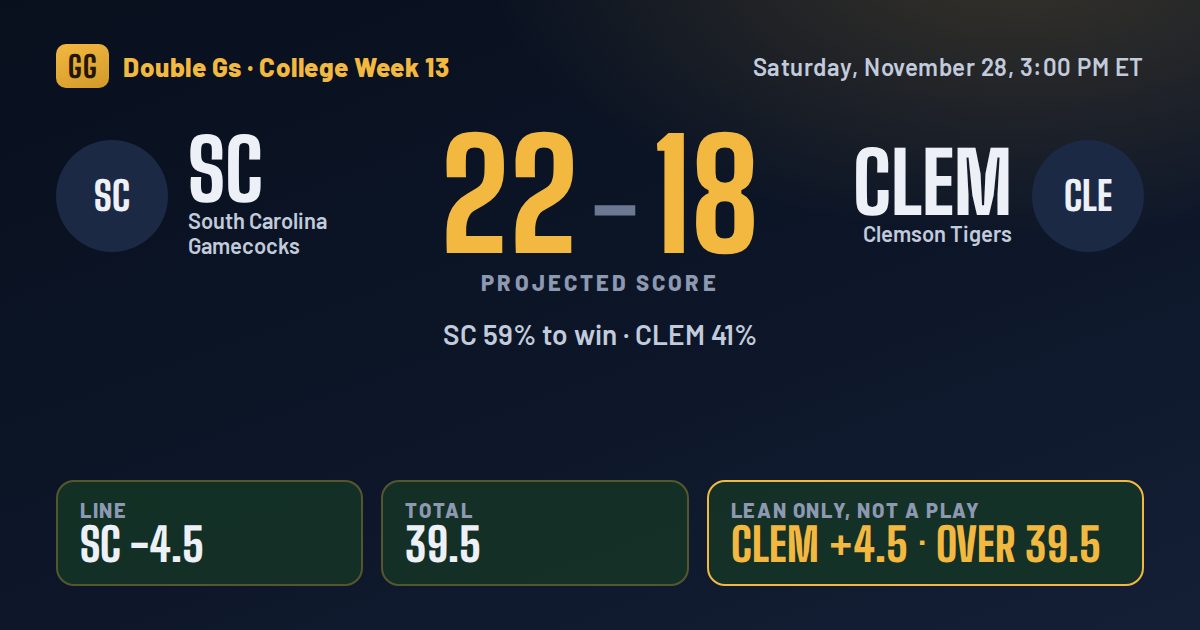 GG
Double Gs · College Week 13
Saturday, November 28, 3:00 PM ET
SC
SC
South Carolina
Gamecocks
22–18
PROJECTED SCORE
SC 59% to win · CLEM 41%
CLEM
Clemson Tigers
CLE
LINE
SC -4.5
TOTAL
39.5
LEAN ONLY, NOT A PLAY
CLEM +4.5 · OVER 39.5